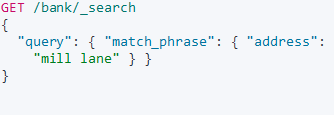 GET /bank/_search
{
  "query": { "match_phrase": { "address":
    "mill lane" } }
}